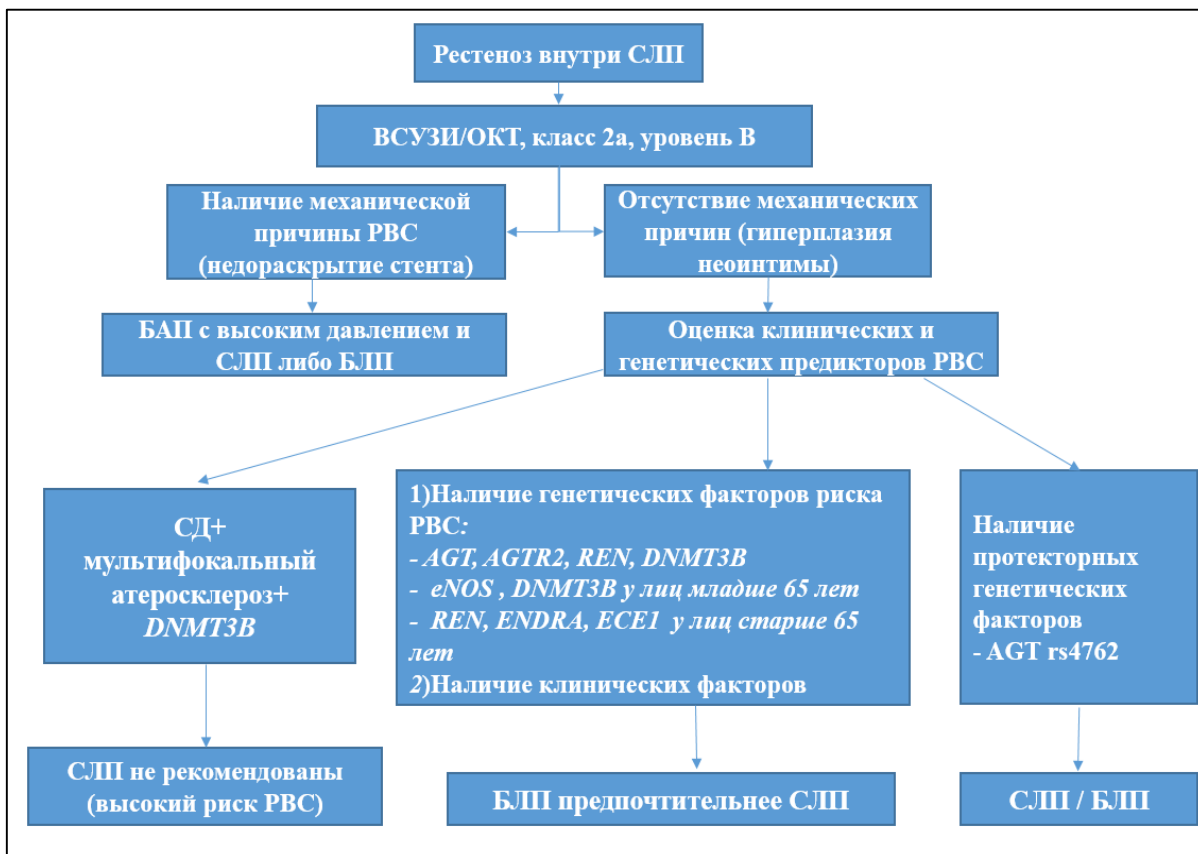 Рестеноз внутри СЛП
ВСУЗИ/ОКТ, класс 2а, уровень В
Наличие механической
причины РВС
(недораскрытие стента)
Отсутствие механических
причин (гиперплазия
неоинтимы)
БАП с высоким давлением и
СЛП либо БЛП
Оценка клинических и
генетических предикторов РВС
СД+
мультифокальный
атеросклероз+
DNMT3B
1)Наличие генетических факторов риска
РВС:
- AGT, AGTR2, REN, DNMT3B
- eNOS , DNMT3B у лиц младше 65 лет
- REN, ENDRA, ECE1 у лиц старше 65
лет
2)Наличие клинических факторов
Наличие
протекторных
генетических
факторов
- AGT rs4762
СЛП не рекомендованы
(высокий риск РВС)
БЛП предпочтительнее СЛП
СЛП / БЛП